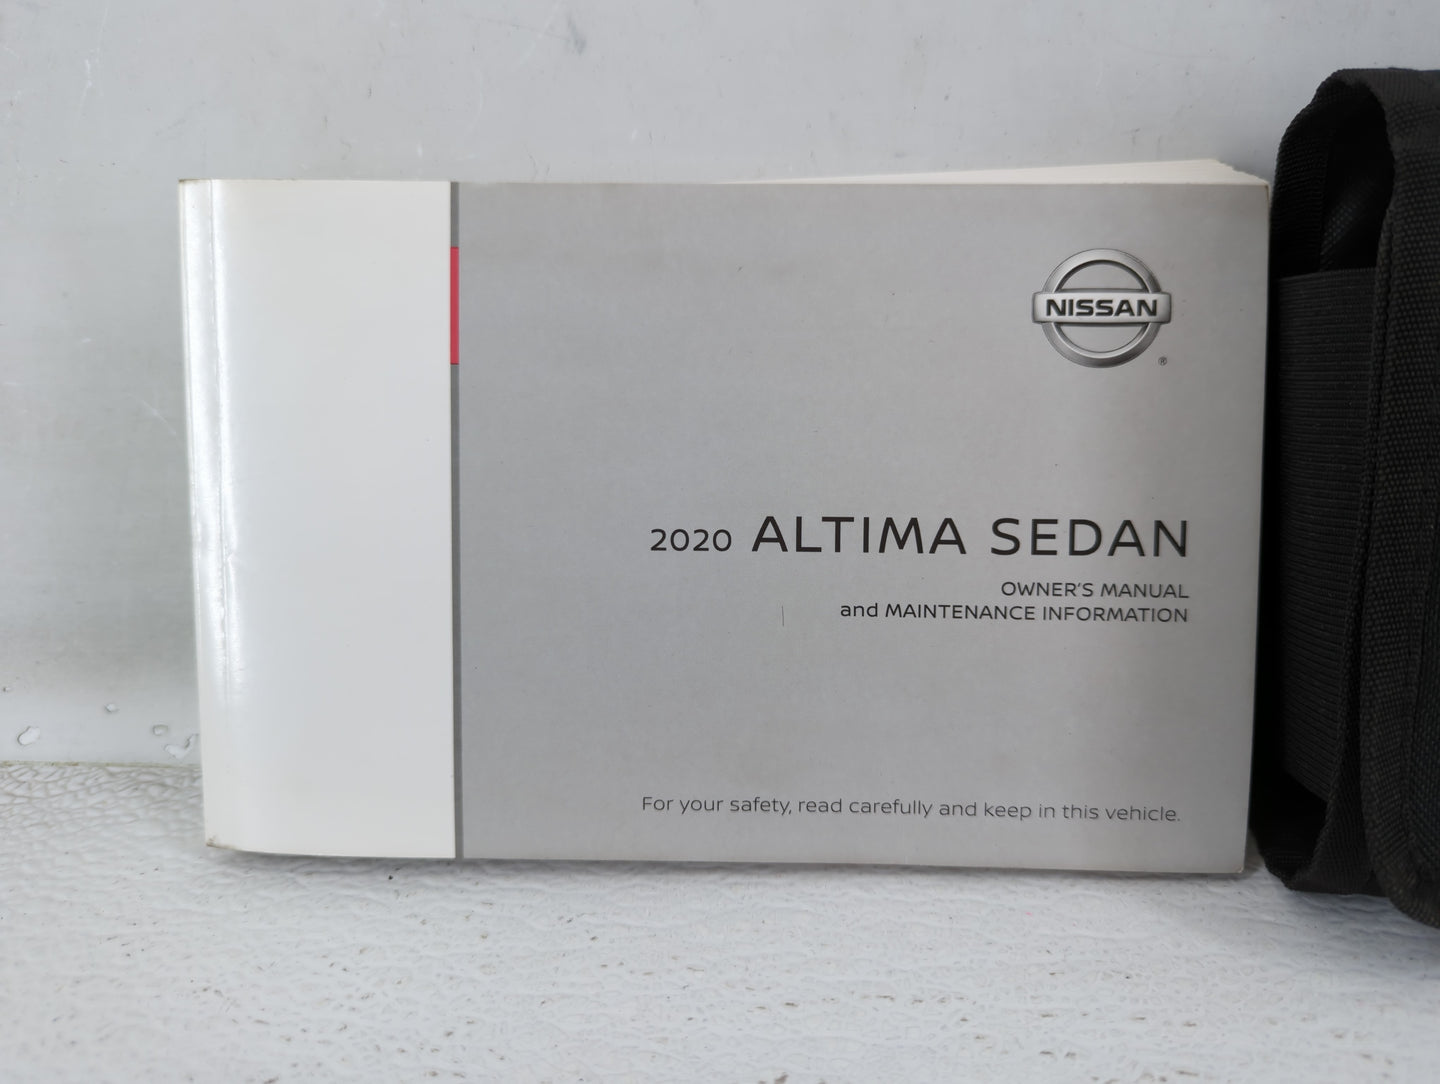 NISSAN
®
2020 ALTIMA SEDAN
OWNER'S MANUAL
and MAINTENANCE INFORMATION
For your safety, read carefully and keep in this vehicle.